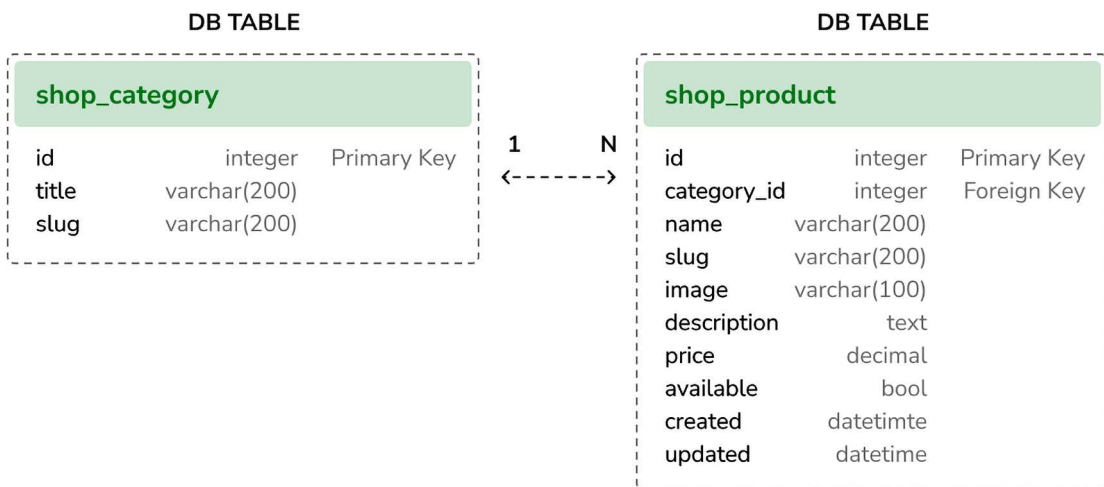 DB TABLE
shop_category
id integer Primary Key
title varchar(200)
slug varchar(200)
1 N
DB TABLE
shop_product
id integer Primary Key
category_id integer Foreign Key
name varchar(200)
slug varchar(200)
image varchar(100)
description text
price decimal
available bool
created datetimte
updated datetime